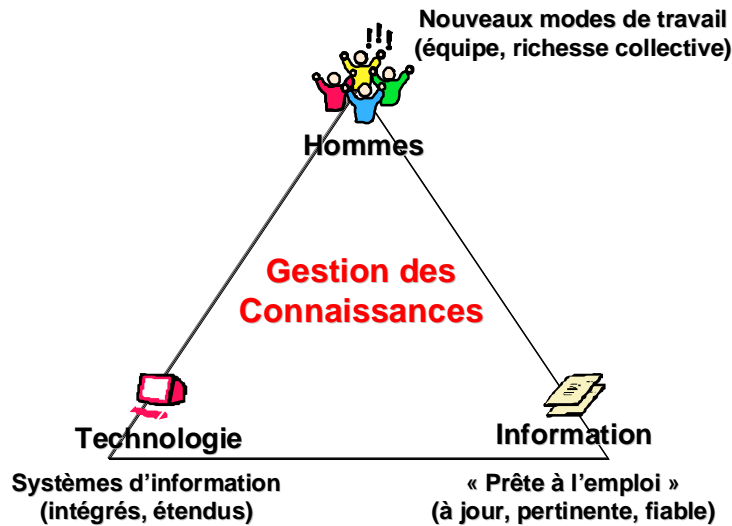 Nouveaux modes de travail
(équipe, richesse collective)
!!!
Hommes
Gestion des
Connaissances
Technologie
Information
Systèmes d'information
(intégrés, étendus)
« Prête à l'emploi »
(à jour, pertinente, fiable)